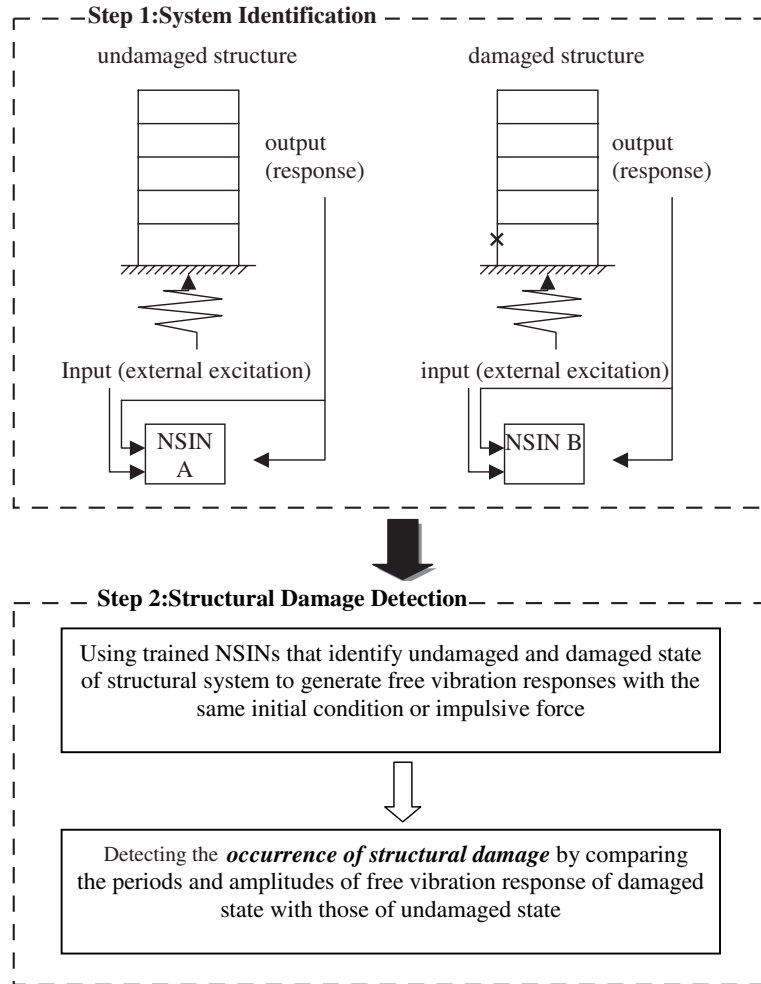 Step 1:System Identification
undamaged structure
damaged structure
output
(response)
output
(response)
Input (external excitation)
input (external excitation)
NSIN
A
NSIN B
Step 2:Structural Damage Detection
Using trained NSINs that identify undamaged and damaged state
of structural system to generate free vibration responses with the
same initial condition or impulsive force
Detecting the occurrence of structural damage by comparing
the periods and amplitudes of free vibration response of damaged
state with those of undamaged state